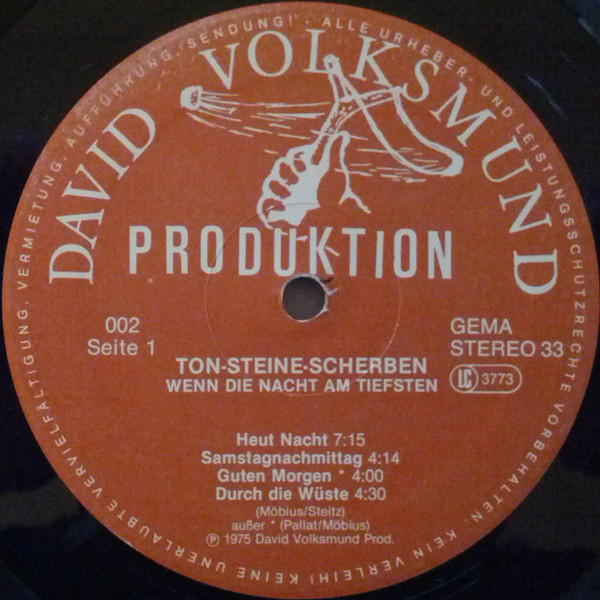 DAVID VOLKSMUND
PRODUKTION
002
Seite 1
GEMA
STEREO 33
LC 3773
TON-STEINE-SCHERBEN
WENN DIE NACHT AM TIEFSTEN
Heut Nacht 7:15
Samstagnachmittag 4:14
Guten Morgen * 4:00
Durch die Wüste 4:30
(Möbius/Steitz)
außer * (Pallat/Möbius)
Ⓟ 1975 David Volksmund Prod.
ALLE URHEBER- UND LEISTUNGSSCHUTZRECHTE VORBEHALTEN. KEIN VERLEIH! KEINE UNERLAUBTE VERVIELFÄLTIGUNG, VERMIETUNG, AUFFÜHRUNG, SENDUNG!